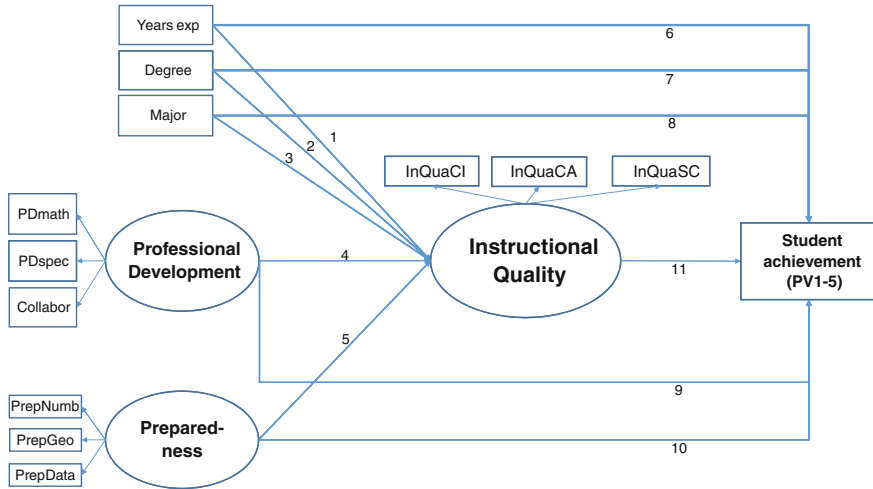 Years exp
6
Degree
7
Major
8
1
2
3
InQuaCI
InQuaCA
InQuaSC
PDmath
PDspec
Collabor
Professional
Development
4
Instructional
Quality
11
Student
achievement
(PV1-5)
5
9
PrepNumb
PrepGeo
PrepData
Prepared-
ness
10